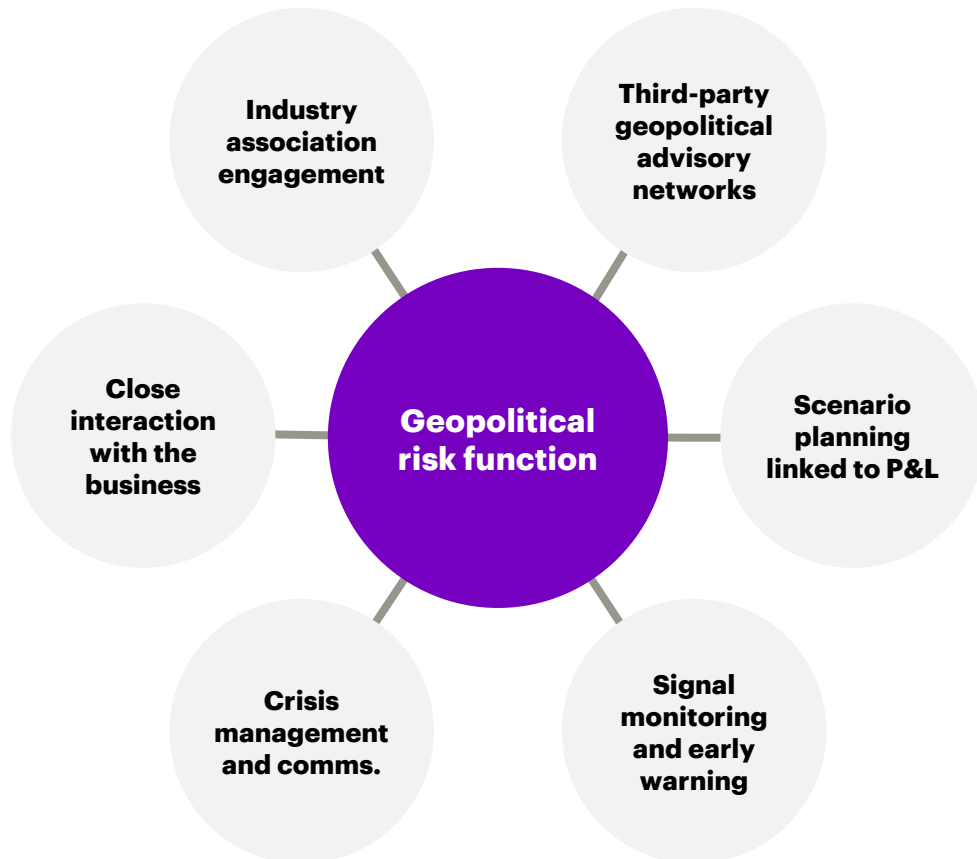 Industry
association
engagement
Third-party
geopolitical
advisory
networks
Close
interaction
with the
business
Geopolitical
risk function
Scenario
planning
linked to P&L
Crisis
management
and comms.
Signal
monitoring
and early
warning